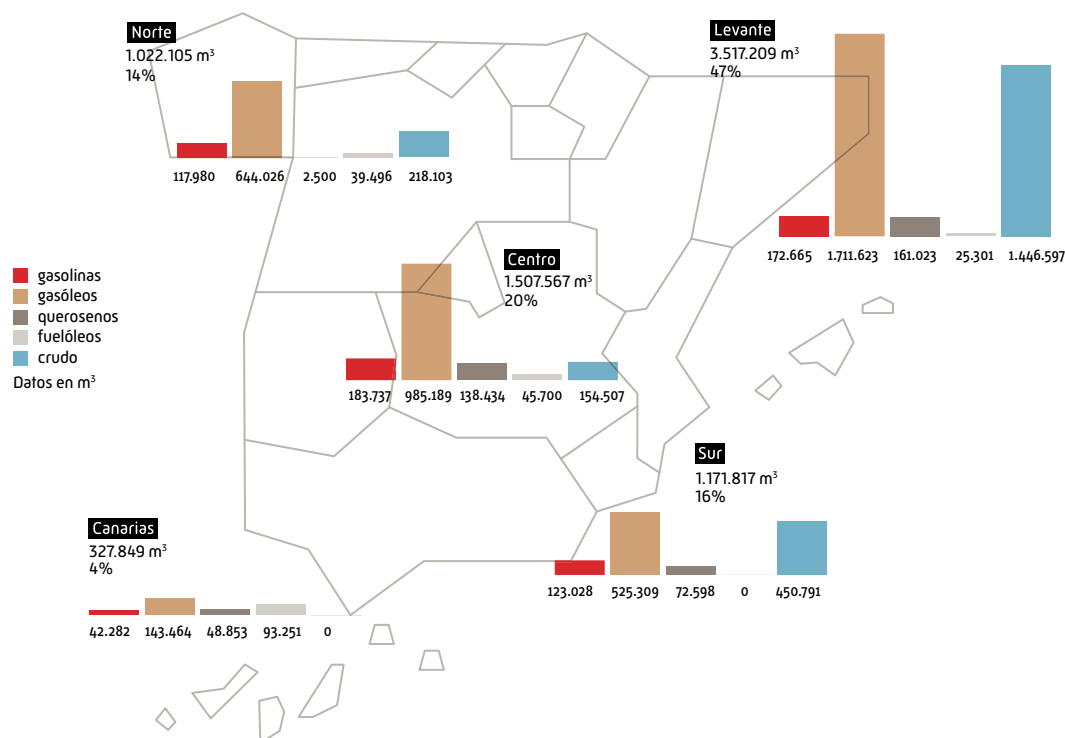 Norte
1.022.105 m³
14%
117.980 644.026 2.500 39.496 218.103
Levante
3.517.209 m³
47%
172.665 1.711.623 161.023 25.301 1.446.597
gasolinas
gasóleos
querosenos
fuelóleos
crudo
Datos en m³
Centro
1.507.567 m³
20%
183.737 985.189 138.434 45.700 154.507
Sur
1.171.817 m³
16%
123.028 525.309 72.598 0 450.791
Canarias
327.849 m³
4%
42.282 143.464 48.853 93.251 0